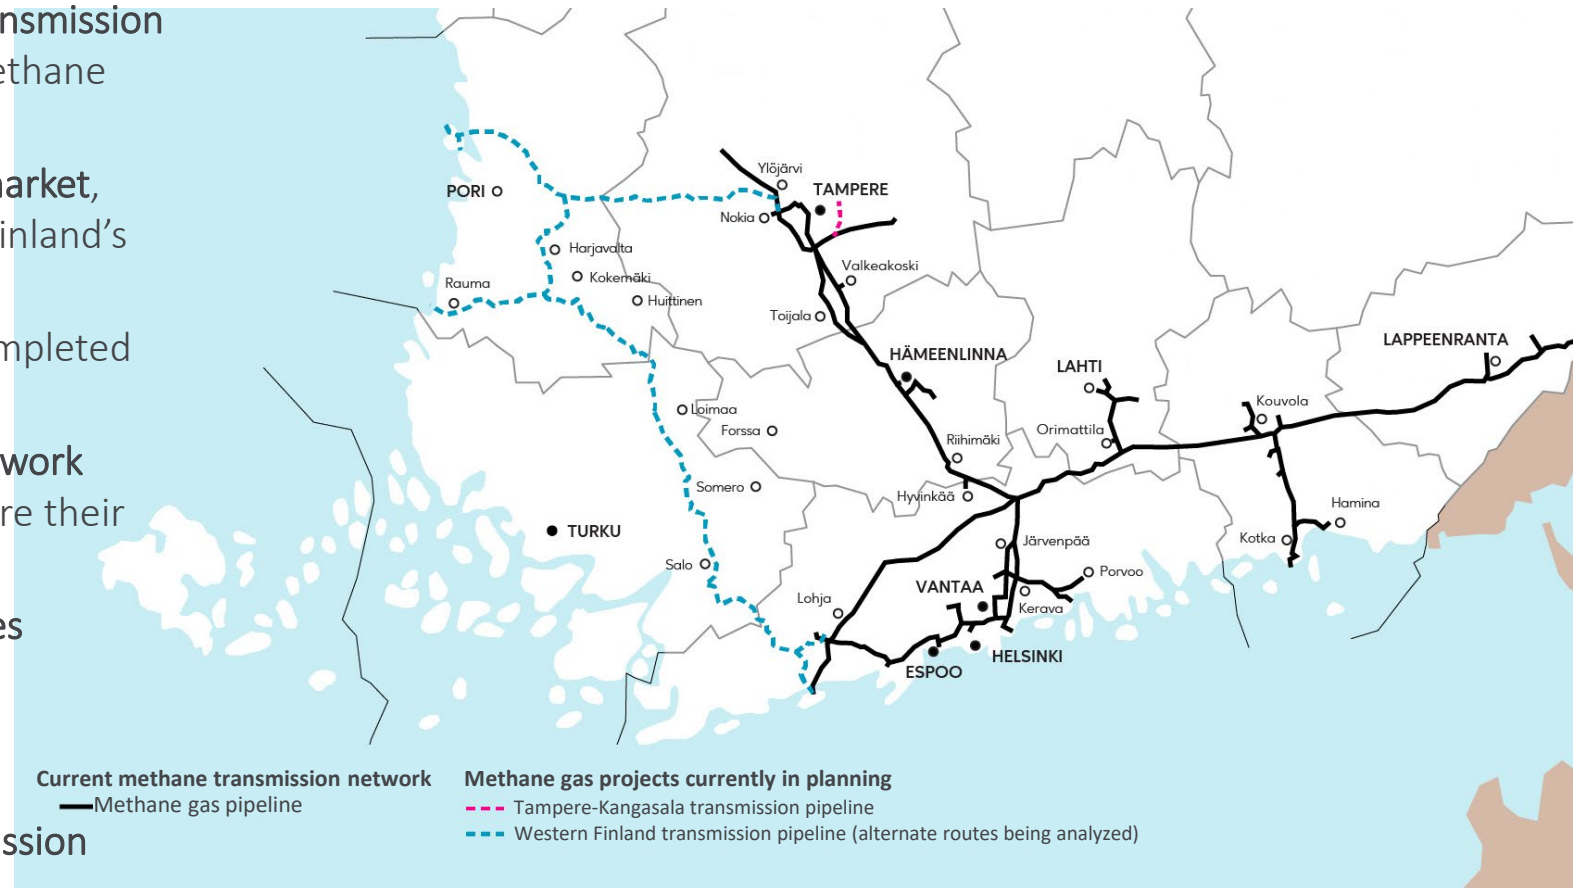 nsmission
ethane
narket,
inland's
mpleted
work
re their
es
ssion
Ylöjärvi
TAMPERE
PORI
Nokia
Harjavalta
Valkeakoski
Kokemäki
Rauma
Huittinen
Toijala
LAPPEENRANTA
HÄMEENLINNA
LAHTI
Kouvola
Loimaa
Forssa
Orimattila
Riihimäki
Somero
Hyvinkää
Hamina
TURKU
Järvenpää
Kotka
Salo
Porvoo
VANTAA
Lohja
Kerava
HELSINKI
ESPOO
Current methane transmission network
Methane gas pipeline
Methane gas projects currently in planning
Tampere-Kangasala transmission pipeline
Western Finland transmission pipeline (alternate routes being analyzed)